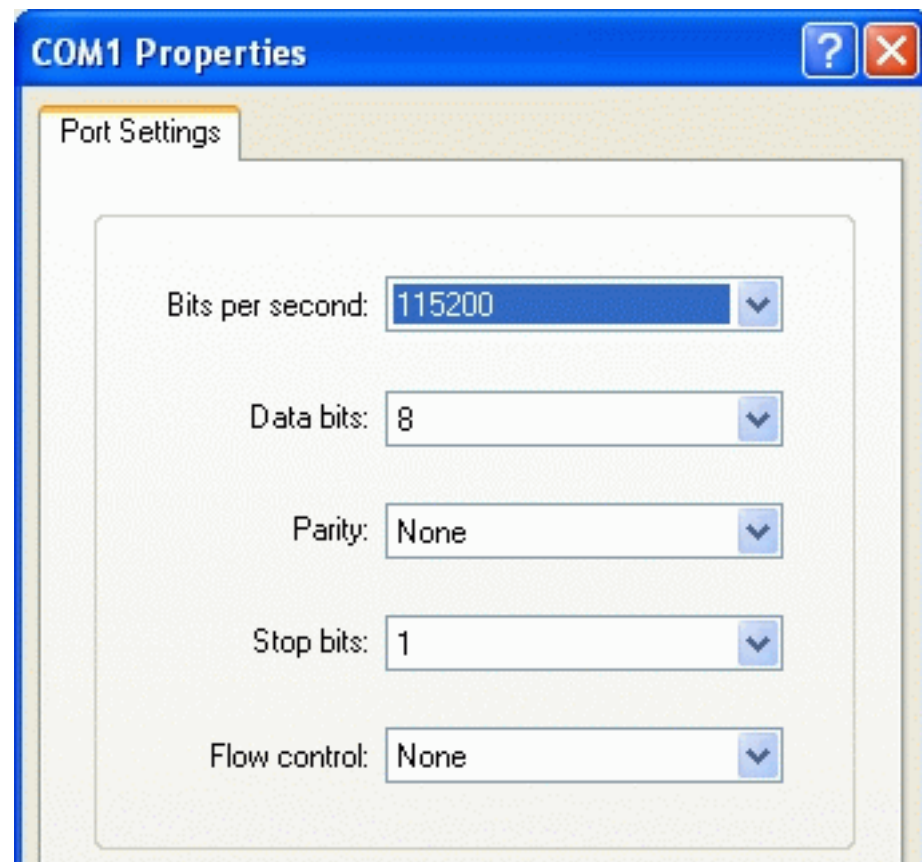 COM1 Properties
Port Settings
Bits per second: 115200
Data bits: 8
Parity: None
Stop bits: 1
Flow control: None